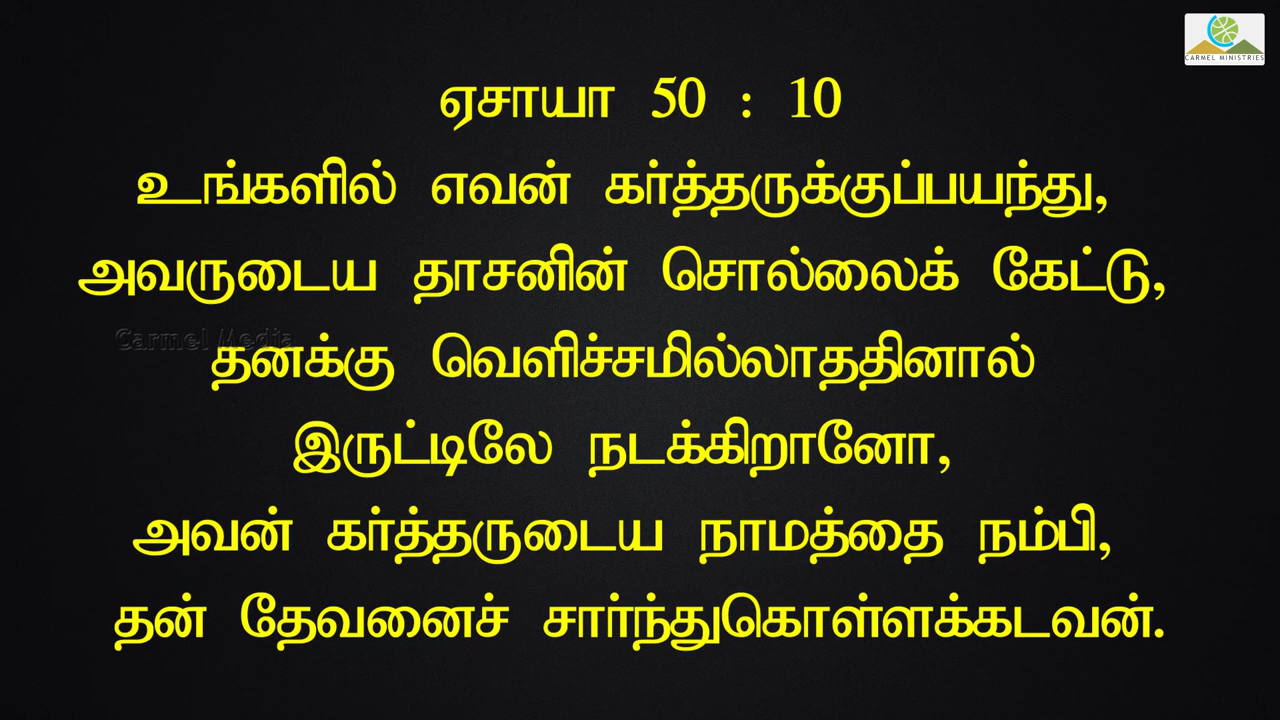 CARMEL MINISTRIES
ஏசாயா 50 : 10
உங்களில் எவன் கர்த்தருக்குப்பயந்து,
அவருடைய தாசனின் சொல்லைக் கேட்டு,
Carmel Media
தனக்கு வெளிச்சமில்லாததினால்
இருட்டிலே நடக்கிறானோ,
அவன் கர்த்தருடைய நாமத்தை நம்பி,
தன் தேவனைச் சார்ந்துகொள்ளக்கடவன்.